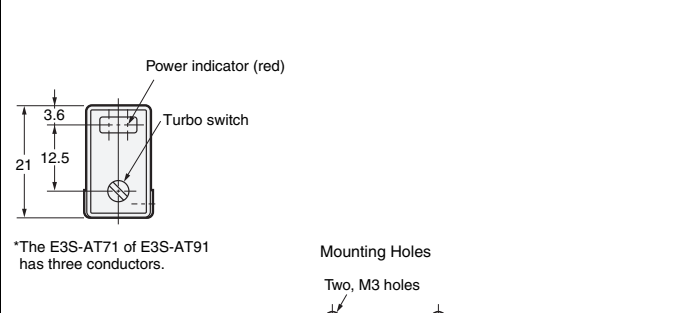 Power indicator (red)
3.6
Turbo switch
12.5
21
*The E3S-AT71 of E3S-AT91
has three conductors.
Mounting Holes
Two, M3 holes